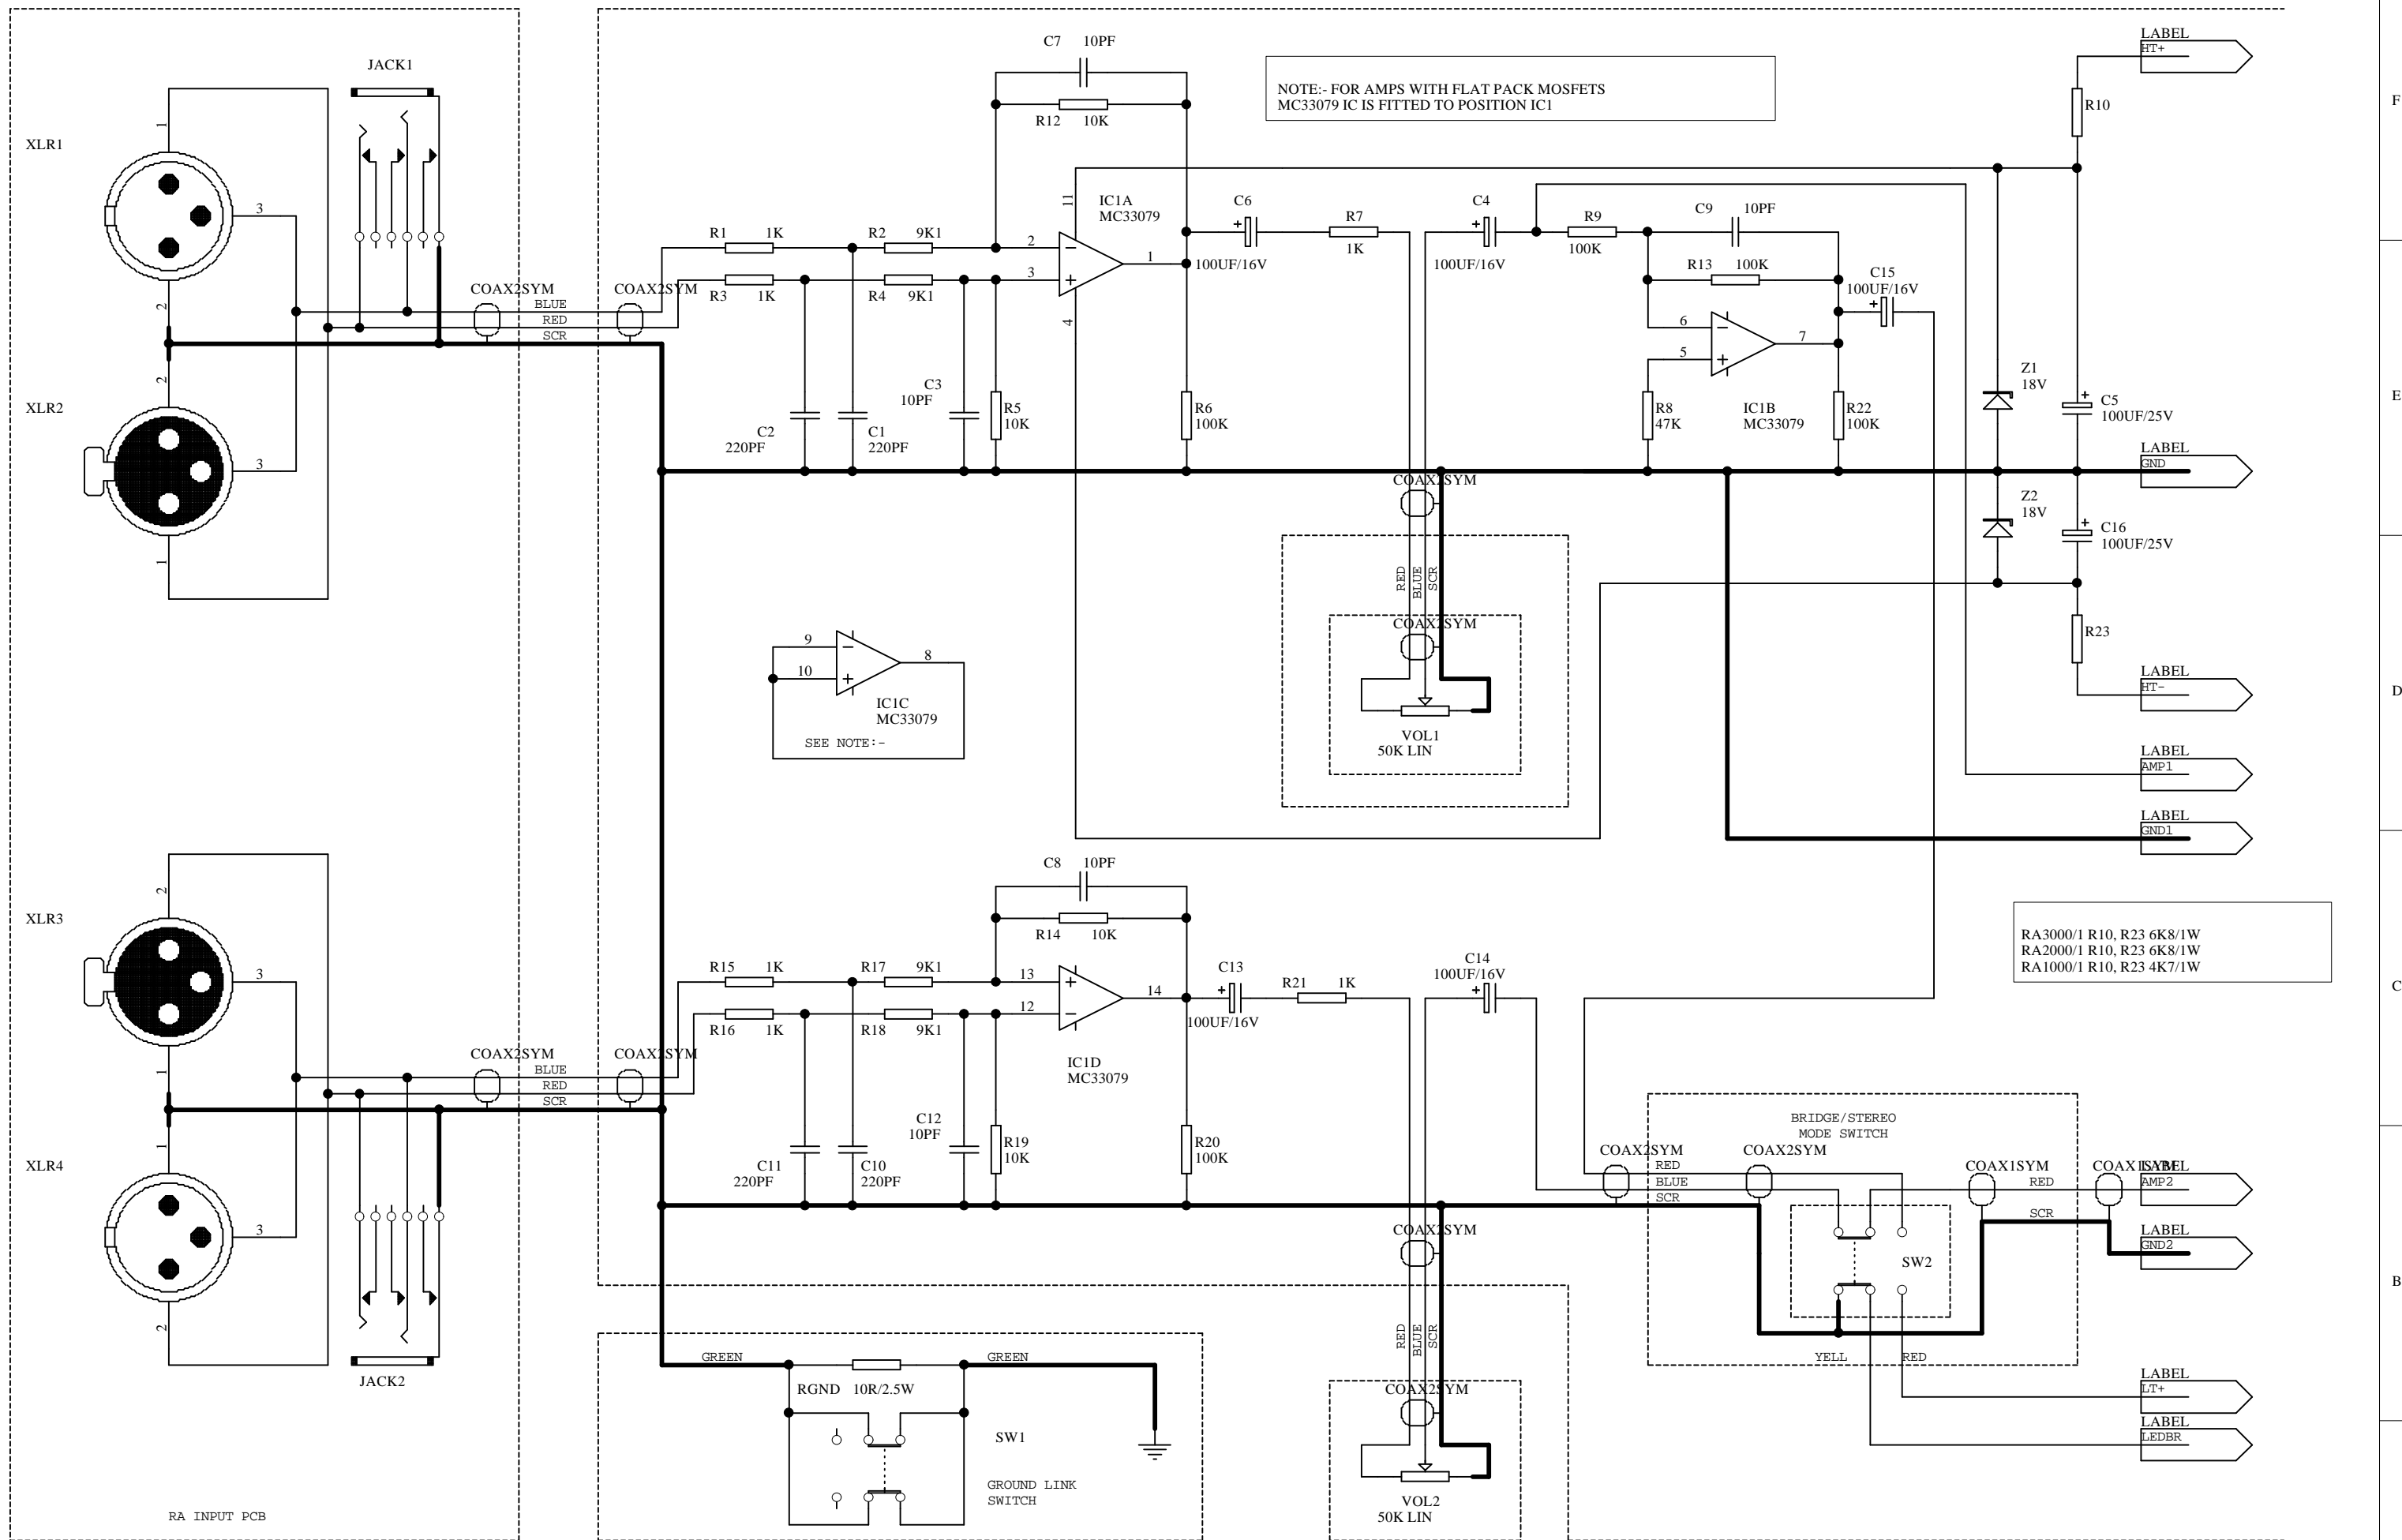 C7 10PF
LABEL
HT+
JACK1
NOTE:- FOR AMPS WITH FLAT PACK MOSFETS
MC33079 IC IS FITTED TO POSITION IC1
F
R10
R12 10K
1
XLR1
11
IC1A
MC33079
3
C6
C4
C9 10PF
R1 1K
R2 9K1
2
R7
R9
1
3
1K
100K
100UF/16V
100UF/16V
R13 100K
C15
100UF/16V
R3 1K
R4 9K1
COAX2SYM
COAX2SYM
BLUE
RED
SCR
2
4
6
7
5
2
C3
10PF
Z1
18V
XLR2
R5
10K
R6
100K
R8
47K
IC1B
MC33079
R22
100K
C5
100UF/25V
E
C2
220PF
C1
220PF
LABEL
GND
3
COAX2SYM
Z2
18V
C16
100UF/25V
1
RED
BLUE
SCR
COAX2SYM
R23
9
8
10
LABEL
HT-
D
IC1C
MC33079
SEE NOTE:-
VOL1
50K LIN
LABEL
AMP1
LABEL
GND1
C8 10PF
2
XLR3
R14 10K
RA3000/1 R10, R23 6K8/1W
RA2000/1 R10, R23 6K8/1W
RA1000/1 R10, R23 4K7/1W
3
R15 1K
R17 9K1
13
C13
C14
100UF/16V
R21 1K
14
C
12
100UF/16V
R16 1K
R18 9K1
COAX2SYM
COAX2SYM
BLUE
RED
SCR
1
IC1D
MC33079
1
C12
10PF
BRIDGE/STEREO
MODE SWITCH
R19
10K
R20
100K
XLR4
C11
220PF
C10
220PF
COAX2SYM
COAX2SYM
COAX1SYM
COAX1SYM
LABEL
RED
BLUE
SCR
RED
AMP2
SCR
3
COAX2SYM
LABEL
GND2
SW2
B
2
RED
BLUE
SCR
GREEN
GREEN
YELL
RED
JACK2
RGND 10R/2.5W
COAX2SYM
LABEL
LT+
LABEL
LEDBR
SW1
GROUND LINK
SWITCH
VOL2
50K LIN
RA INPUT PCB